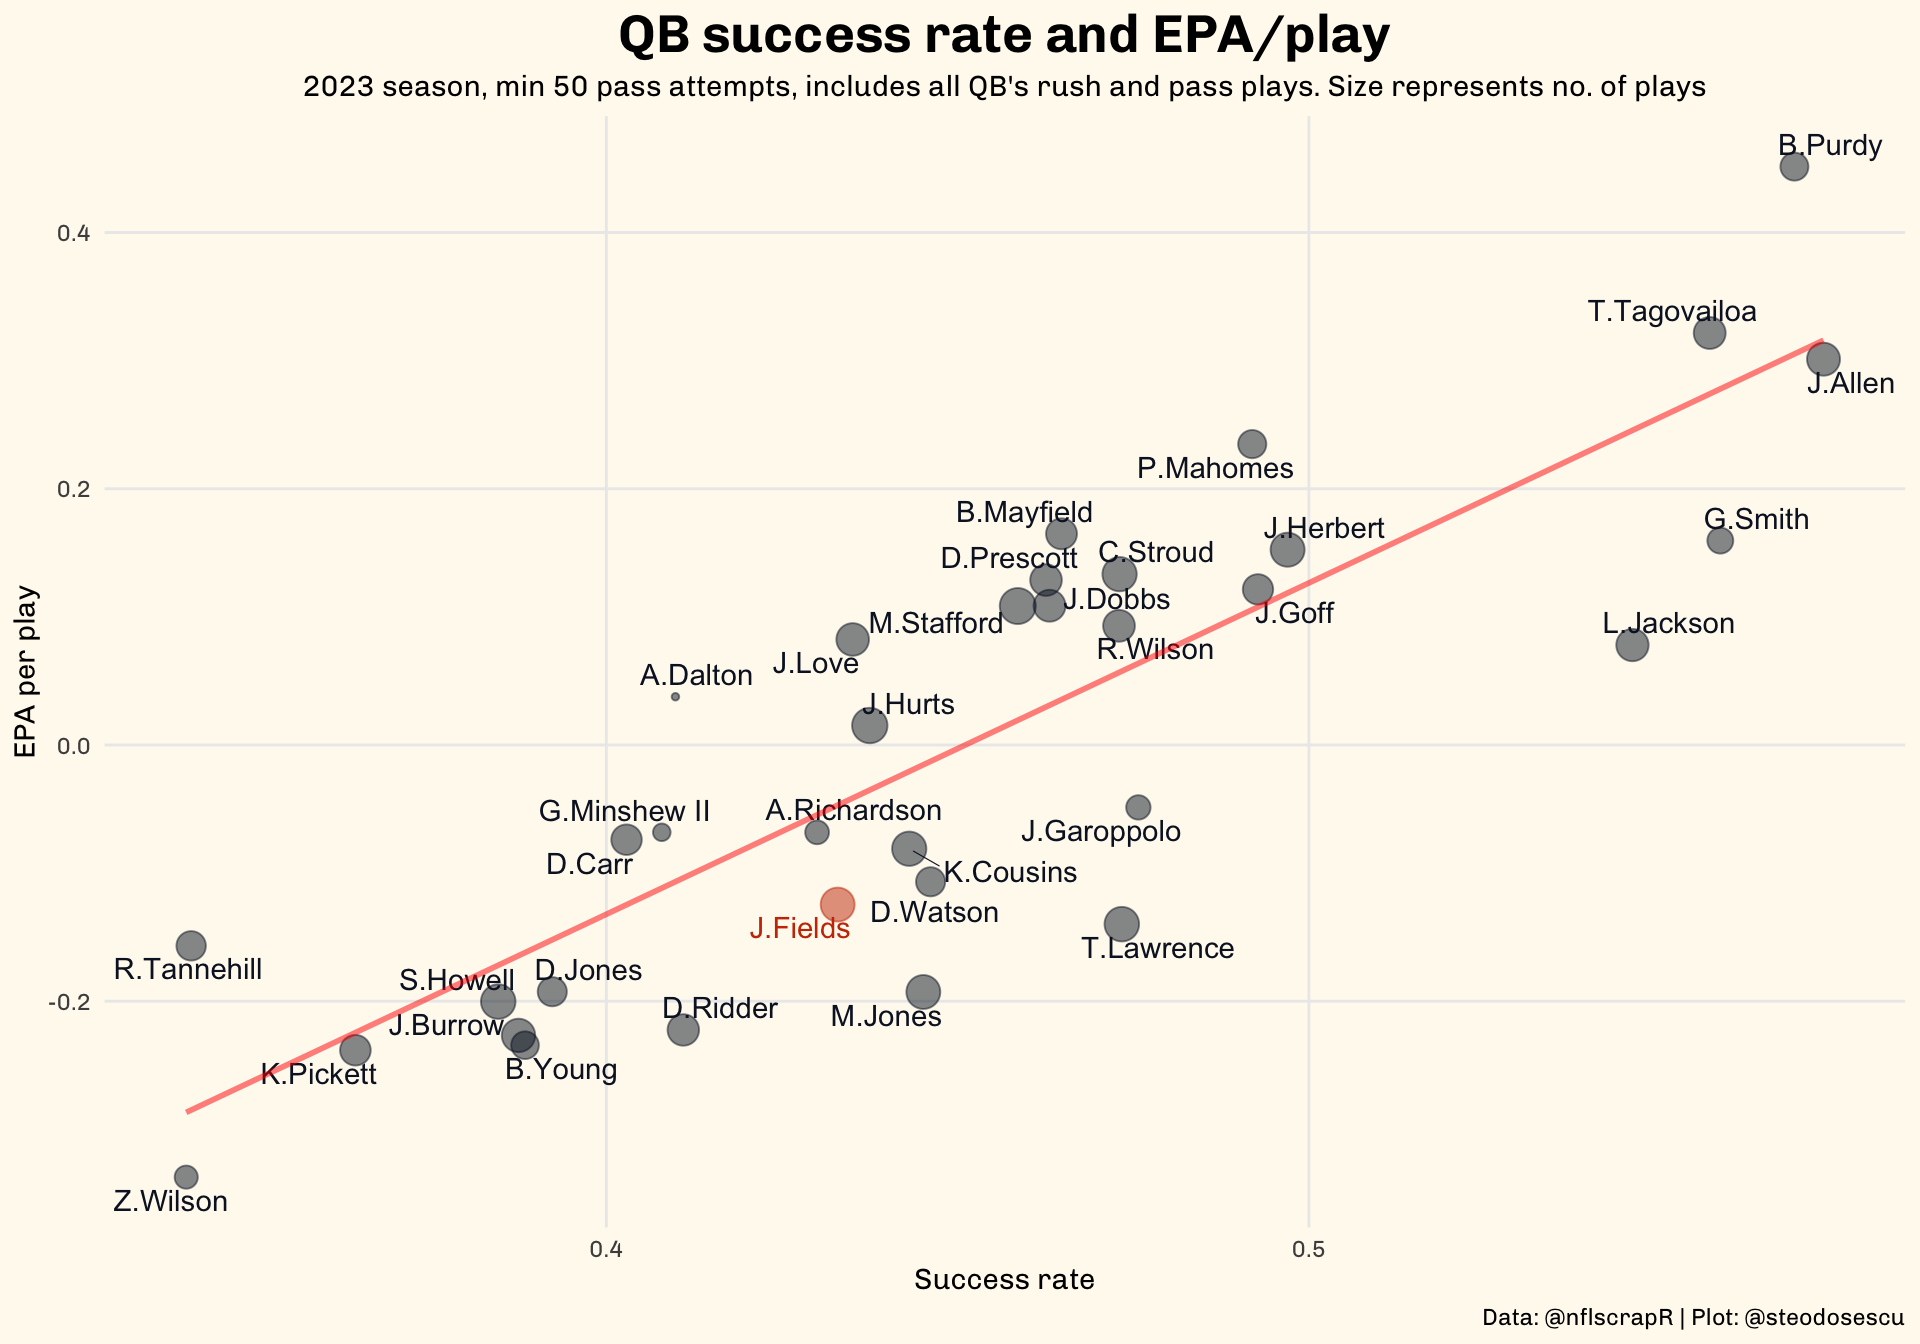 QB success rate and EPA/play
2023 season, min 50 pass attempts, includes all QB's rush and pass plays. Size represents no. of plays
B.Purdy
0.4
T.Tagovailoa
J.Allen
P.Mahomes
0.2
B.Mayfield
G.Smith
J.Herbert
D.Prescott
C.Stroud
J.Dobbs
J.Goff
M.Stafford
L.Jackson
R.Wilson
J.Love
A.Dalton
J.Hurts
0.0
EPA per play
G.Minshew II
A.Richardson
J.Garoppolo
D.Carr
K.Cousins
D.Watson
J.Fields
T.Lawrence
R.Tannehill
S.Howell
D.Jones
-0.2
D.Ridder
M.Jones
J.Burrow
B.Young
K.Pickett
Z.Wilson
0.4
0.5
Success rate
Data: @nflscrapR | Plot: @steodosescu